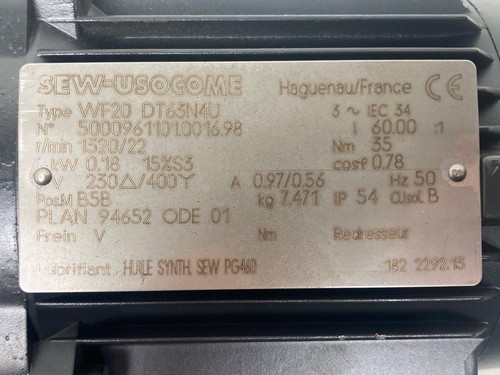 SEW-USOCOME Haguenau/France CE
Type WF20 DT63N4U 3 ~ IEC 34
N° 5000961101.0016.98 i 60.00 :1
r/min 1320/22 Nm 35
kW 0.18 15%S3 cosφ 0.78
V 230△/400Y A 0.97/0.56 Hz 50
Pos.M B5B kg 7.471 IP 54 Cl.Isol. B
PLAN 94652 ODE 01
Frein V Nm Redresseur
Lubrifiant HUILE SYNTH. SEW PG460 182 2292.13